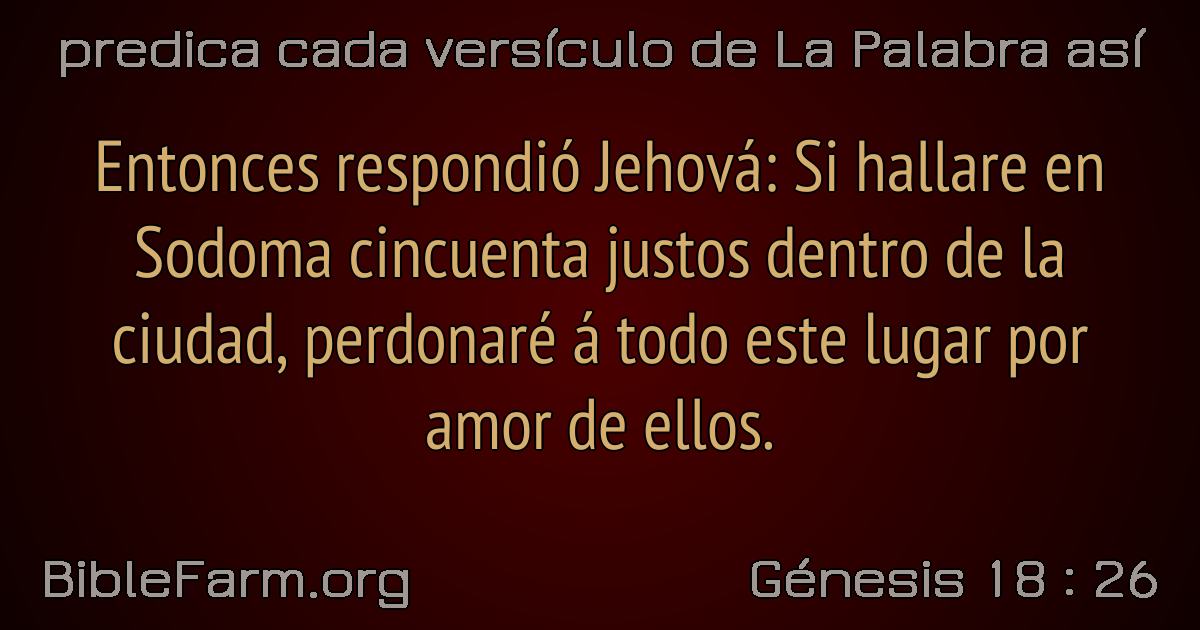 predica cada versículo de La Palabra así
Entonces respondió Jehová: Si hallare en
Sodoma cincuenta justos dentro de la
ciudad, perdonaré á todo este lugar por
amor de ellos.
BibleFarm.org
Génesis 18 : 26